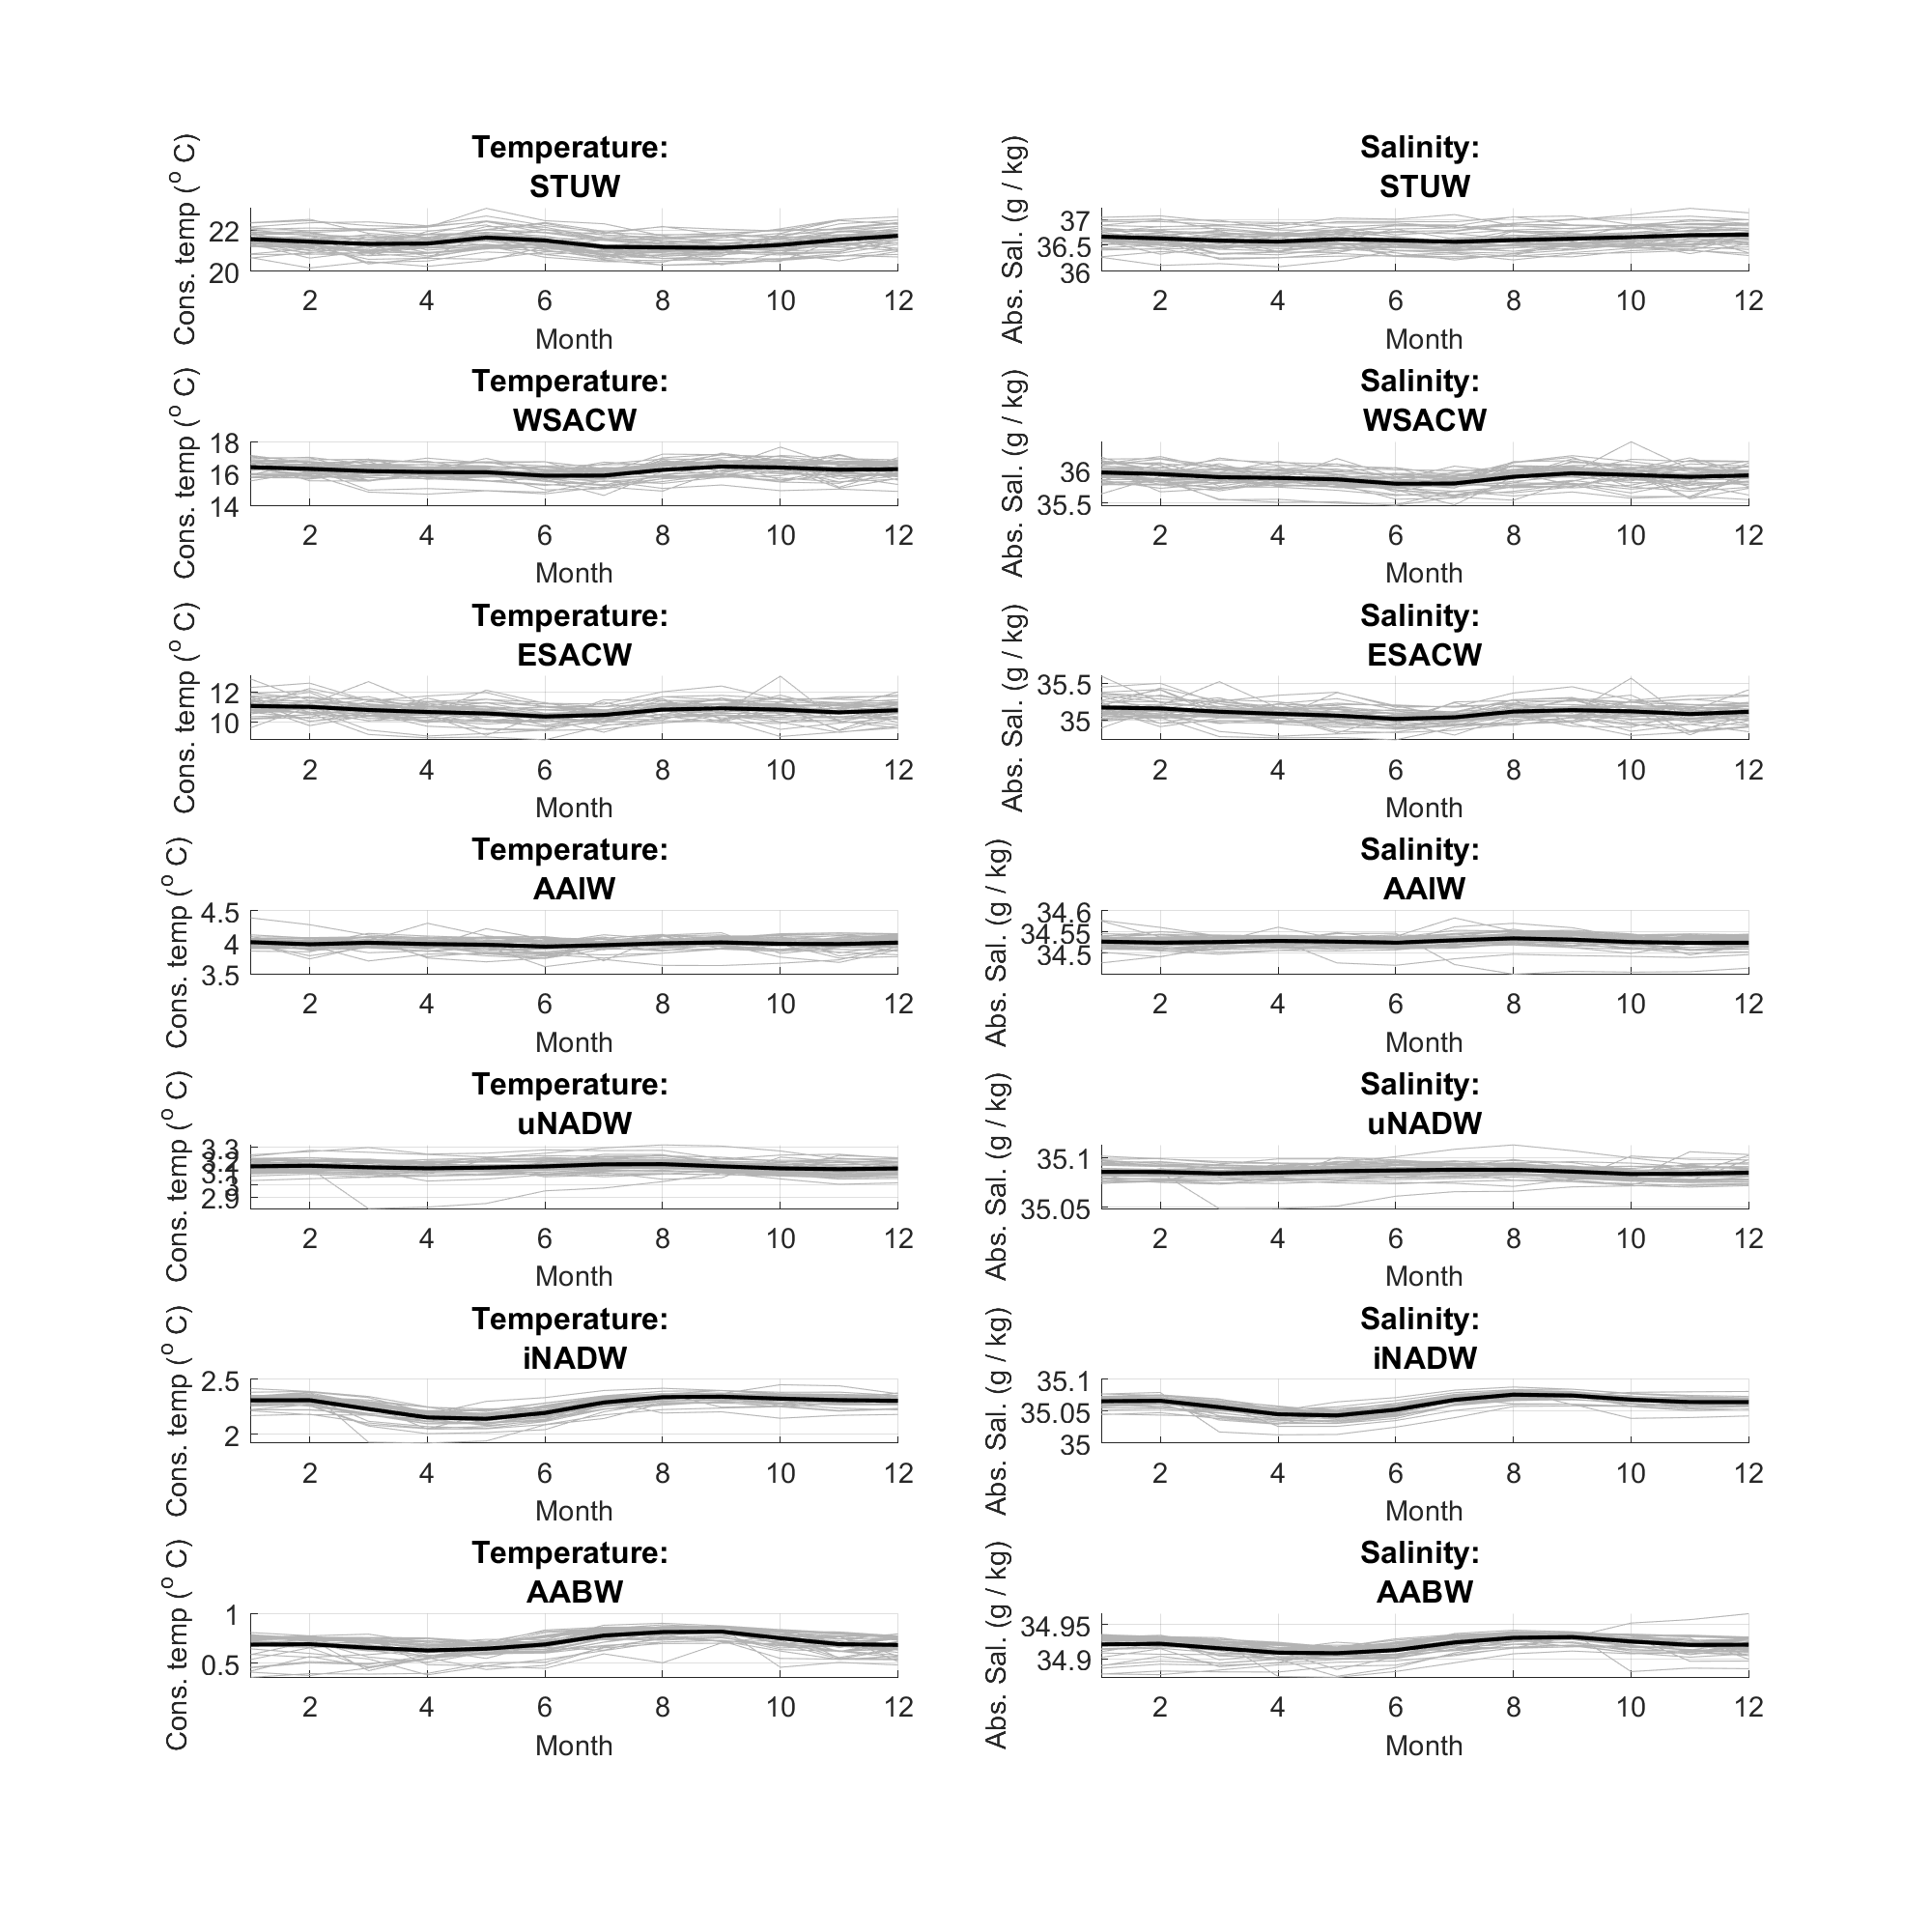 Temperature:
STUW
Cons. temp (° C)
22
20
2 4 6 8 10 12
Month
Salinity:
STUW
Abs. Sal. (g / kg)
37
36.5
36
2 4 6 8 10 12
Month
Temperature:
WSACW
Cons. temp (° C)
18
16
14
2 4 6 8 10 12
Month
Salinity:
WSACW
Abs. Sal. (g / kg)
36
35.5
2 4 6 8 10 12
Month
Temperature:
ESACW
Cons. temp (° C)
12
10
2 4 6 8 10 12
Month
Salinity:
ESACW
Abs. Sal. (g / kg)
35.5
35
2 4 6 8 10 12
Month
Temperature:
AAIW
Cons. temp (° C)
4.5
4
3.5
2 4 6 8 10 12
Month
Salinity:
AAIW
Abs. Sal. (g / kg)
34.6
34.55
34.5
2 4 6 8 10 12
Month
Temperature:
uNADW
Cons. temp (° C)
3.3
3.2
3.1
3
2.9
2 4 6 8 10 12
Month
Salinity:
uNADW
Abs. Sal. (g / kg)
35.1
35.05
2 4 6 8 10 12
Month
Temperature:
iNADW
Cons. temp (° C)
2.5
2
2 4 6 8 10 12
Month
Salinity:
iNADW
Abs. Sal. (g / kg)
35.1
35.05
35
2 4 6 8 10 12
Month
Temperature:
AABW
Cons. temp (° C)
1
0.5
2 4 6 8 10 12
Month
Salinity:
AABW
Abs. Sal. (g / kg)
34.95
34.9
2 4 6 8 10 12
Month